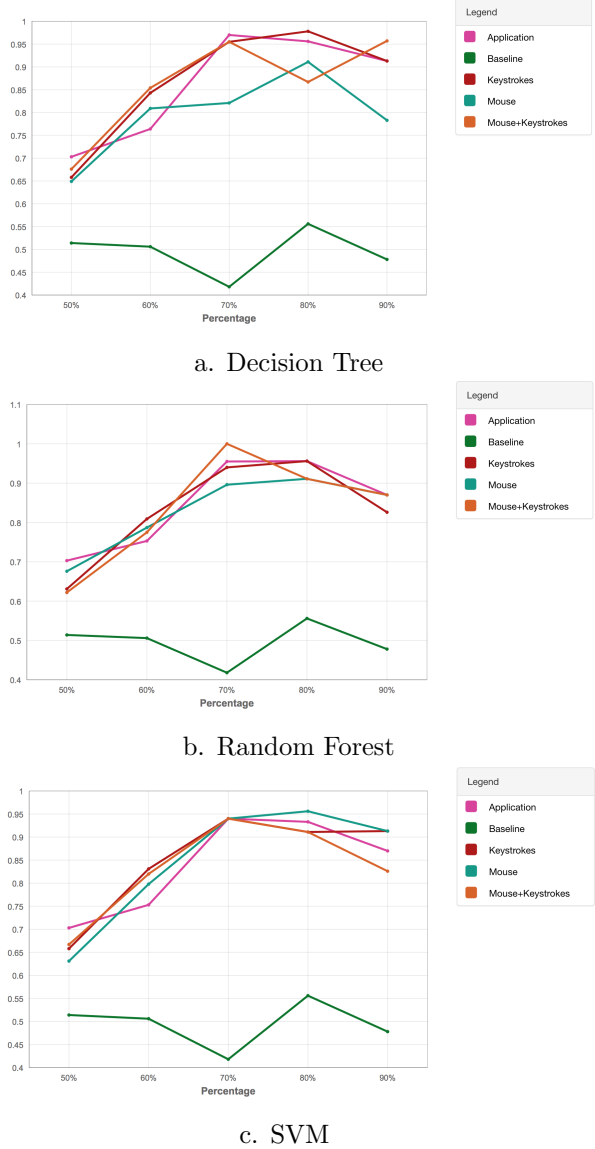 Legend
Application
Baseline
Keystrokes
Mouse
Mouse+Keystrokes
1
0.95
0.9
0.85
0.8
0.75
0.7
0.65
0.6
0.55
0.5
0.45
0.4
50% 60% 70% 80% 90%
Percentage
a. Decision Tree
Legend
Application
Baseline
Keystrokes
Mouse
Mouse+Keystrokes
1.1
1
0.9
0.8
0.7
0.6
0.5
0.4
50% 60% 70% 80% 90%
Percentage
b. Random Forest
Legend
Application
Baseline
Keystrokes
Mouse
Mouse+Keystrokes
1
0.95
0.9
0.85
0.8
0.75
0.7
0.65
0.6
0.55
0.5
0.45
0.4
50% 60% 70% 80% 90%
Percentage
c. SVM